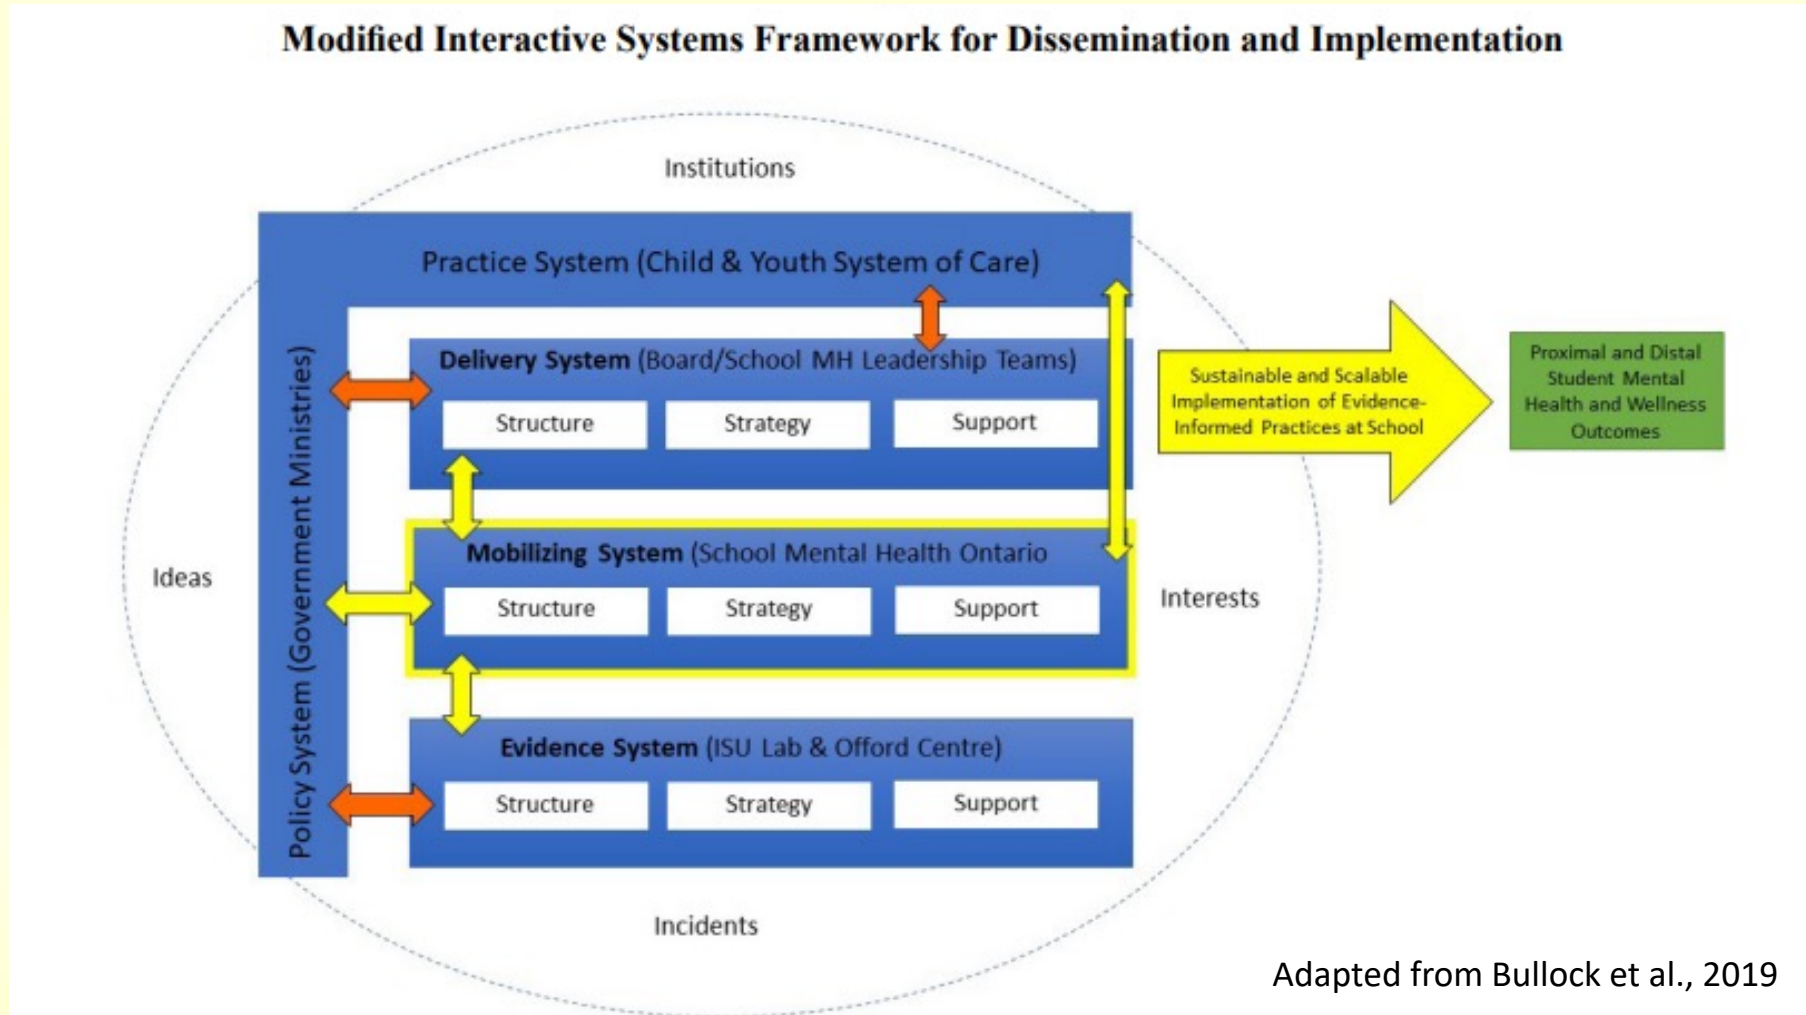 Modified Interactive Systems Framework for Dissemination and Implementation
Institutions
Practice System (Child & Youth System of Care)
Policy System (Government Ministries)
Delivery System (Board/School MH Leadership Teams)
Structure
Strategy
Support
Sustainable and Scalable
Implementation of Evidence-
Informed Practices at School
Proximal and Distal
Student Mental
Health and Wellness
Outcomes
Mobilizing System (School Mental Health Ontario
Structure
Strategy
Support
Ideas
Interests
Evidence System (ISU Lab & Offord Centre)
Structure
Strategy
Support
Incidents
Adapted from Bullock et al., 2019